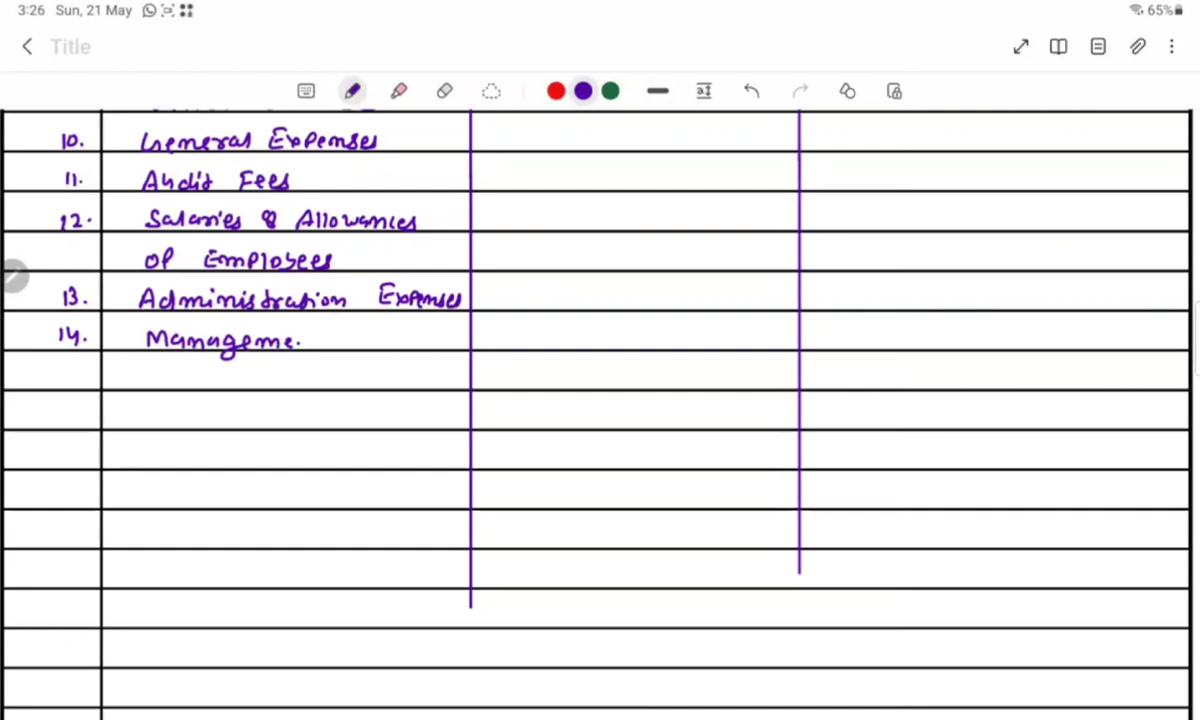 3:26 Sun, 21 May 65%
Title
10. General Expenses
11. Audit Fees
12. Salaries & Allowances
of Employees
13. Administration Expenses
14. Manageme.